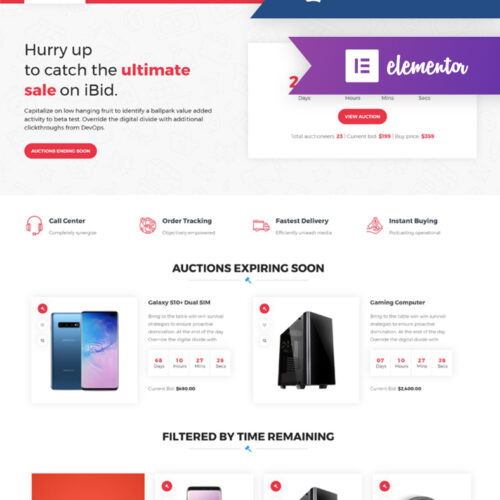 Hurry up
to catch the ultimate
sale on iBid.
Capitalize on low hanging fruit to identify a ballpark value added
activity to beta test. Override the digital divide with additional
clickthroughs from DevOps.
AUCTIONS ENDING SOON
elementor
Days Hours Mins Secs
VIEW AUCTION
Total auctioneers: 23 | Current bid: $199 | Buy price: $359
Call Center
Completely synergise
Order Tracking
Objectively empowered
Fastest Delivery
Efficiently unleash media
Instant Buying
Podcasting operational
AUCTIONS EXPIRING SOON
Galaxy S10+ Dual SIM
Bring to the table win-win survival
strategies to ensure proactive
domination. At the end of the day
Override the digital divide with
66 10 27 28
Days Hours Mins Secs
Current Bid: $490.00
Gaming Computer
Bring to the table win-win survival
strategies to ensure proactive
domination. At the end of the day
Override the digital divide with
07 10 27 28
Days Hours Mins Secs
Current Bid: $2,400.00
FILTERED BY TIME REMAINING